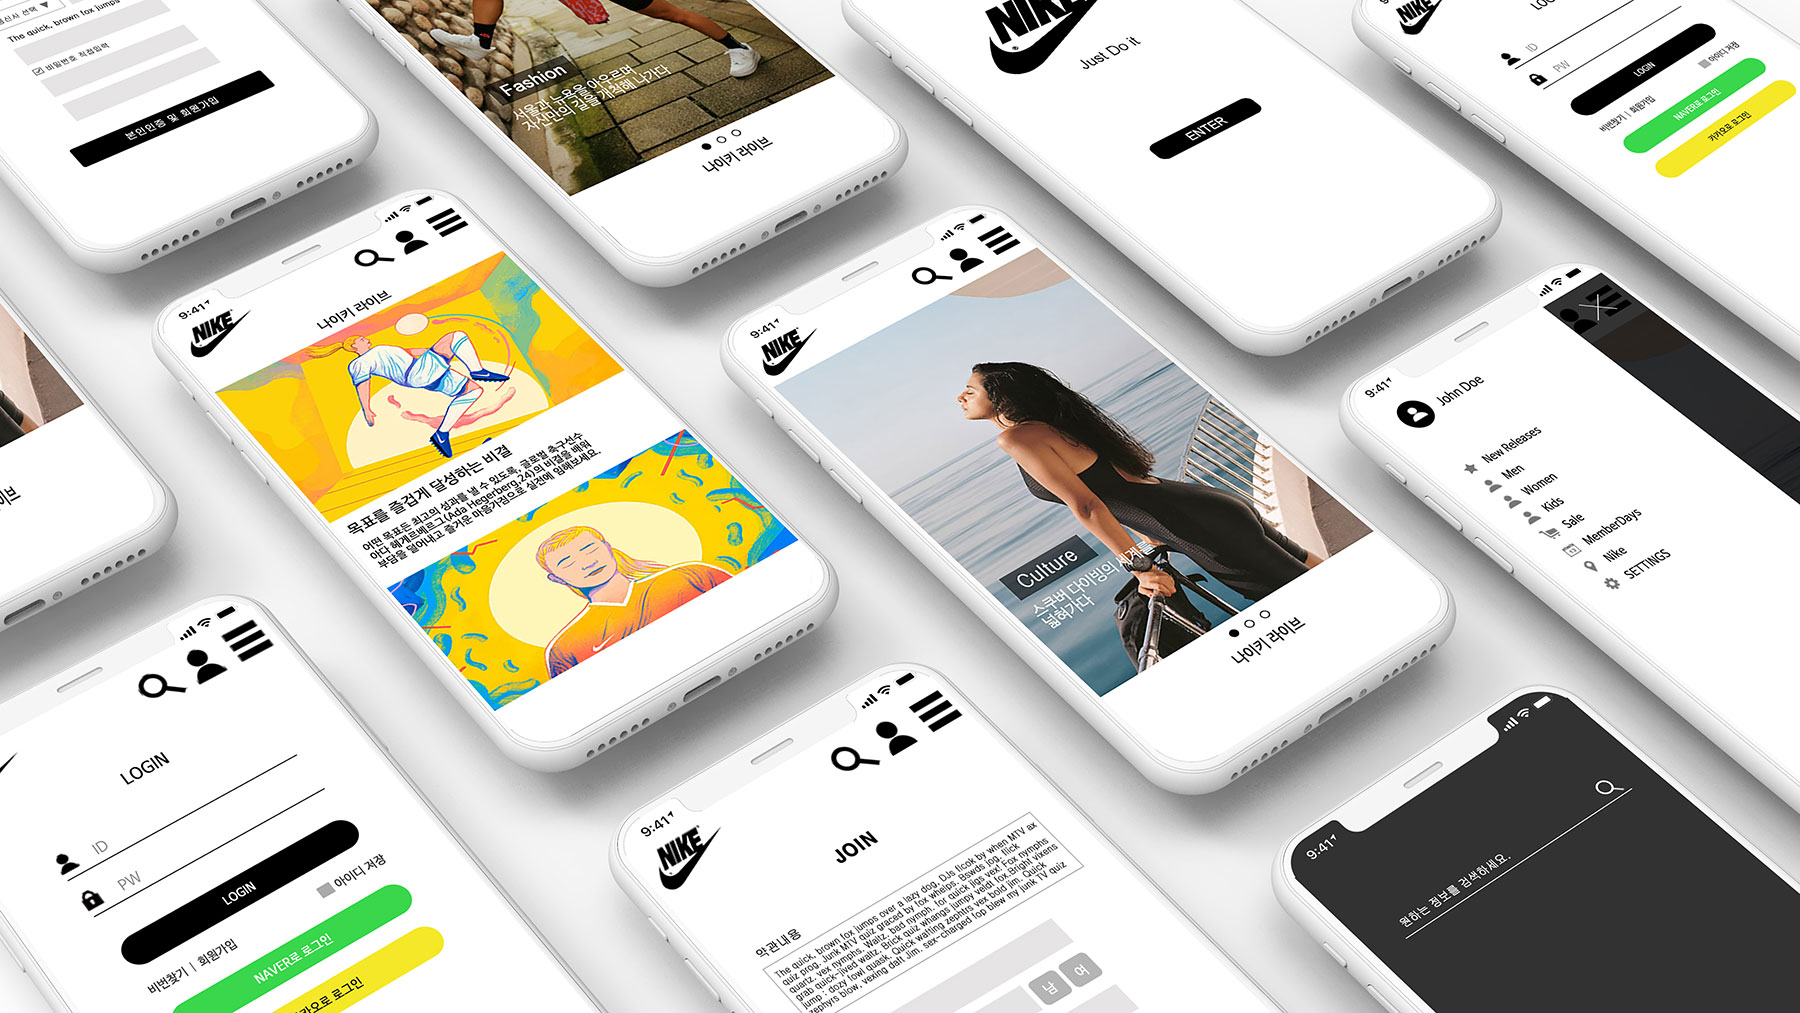 통신사 선택 ▼
The quick, brown fox jumps
비밀번호 직접입력
본인인증 및 회원가입
Fashion
서울과 뉴욕을 아우르며
자신만의 길을 개척해 나가다
나이키 라이브
NIKE
Just Do it
ENTER
NIKE
ID
PW
LOGIN
아이디 저장
비번찾기 | 회원가입
NAVER로 로그인
카카오로 로그인
9:41
NIKE
나이키 라이브
목표를 즐겁게 달성하는 비결
어떤 목표든 최고의 성과를 낼 수 있도록, 글로벌 축구선수
아다 헤게르베르그(Ada Hegerberg,24)의 비결을 배워
부담을 덜어내고 즐거운 마음가짐으로 실전에 임해보세요.
9:41
NIKE
Culture
스쿠버 다이빙의 세계를
넓혀가다
나이키 라이브
9:41
John Doe
New Releases
Men
Women
Kids
Sale
MemberDays
Nike
SETTINGS
LOGIN
ID
PW
LOGIN
아이디 저장
비번찾기 | 회원가입
NAVER로 로그인
카카오로 로그인
9:41
NIKE
JOIN
약관내용
The quick, brown fox jumps over a lazy dog. DJs flock by when MTV ax
quiz prog. Junk MTV quiz graced by fox whelps. Bawds jog, flick
quartz, vex nymphs. Waltz, bad nymph, for quick jigs vex! Fox nymphs
grab quick-jived waltz. Brick quiz whangs jumpy veldt fox.Bright vixens
jump ; dozy fowl quack. Quick wafting zephyrs vex bold Jim. Quick
zephyrs blow, vexing daft Jim. sex-charged fop blew my junk TV quiz
남
여
9:41
원하는 정보를 검색하세요.